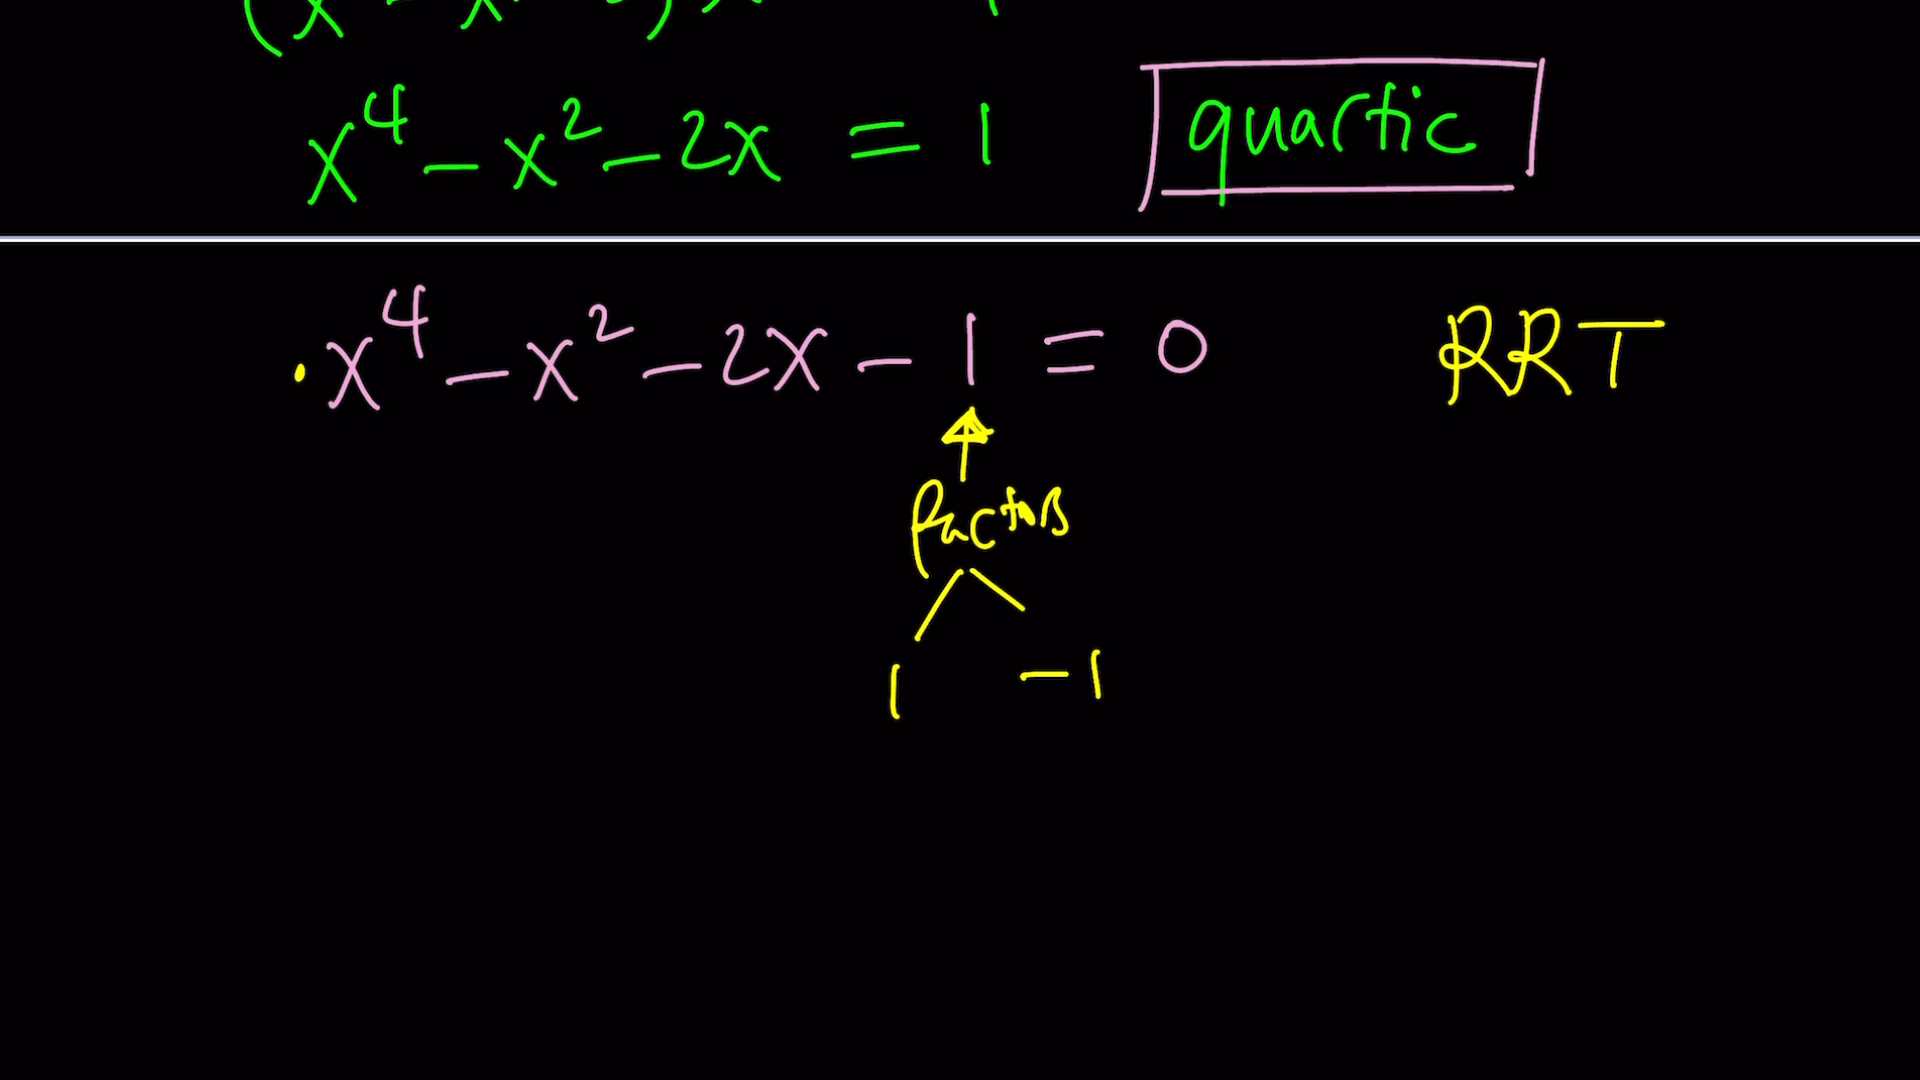 x⁴ - x² - 2x = 1 quartic
x⁴ - x² - 2x - 1 = 0 RRT
factors
1 -1